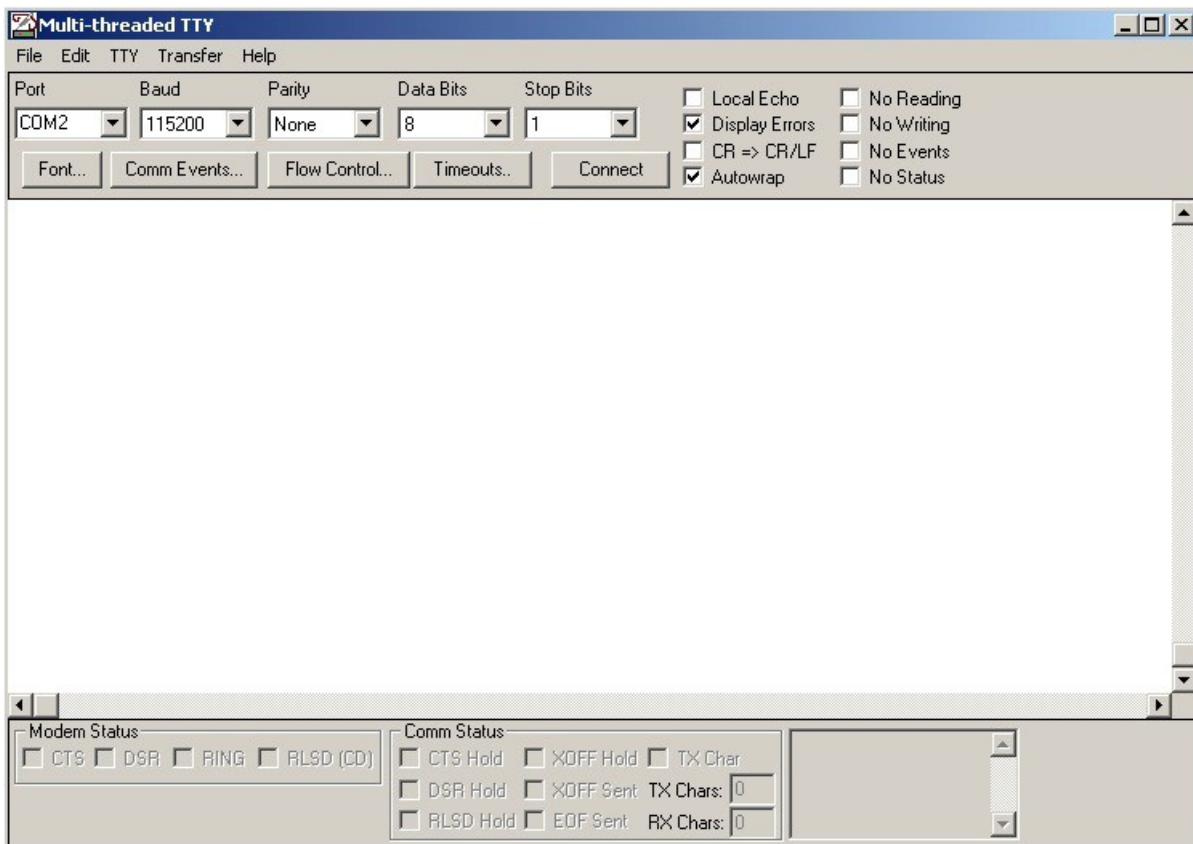 Multi-threaded TTY
File Edit TTY Transfer Help
Port Baud Parity Data Bits Stop Bits
COM2 115200 None 8 1
Font... Comm Events... Flow Control... Timeouts.. Connect
Local Echo No Reading
Display Errors No Writing
CR => CR/LF No Events
Autowrap No Status
Modem Status
CTS DSR RING RLSD (CD)
Comm Status
CTS Hold XOFF Hold TX Char
DSR Hold XOFF Sent TX Chars: 0
RLSD Hold EOF Sent RX Chars: 0